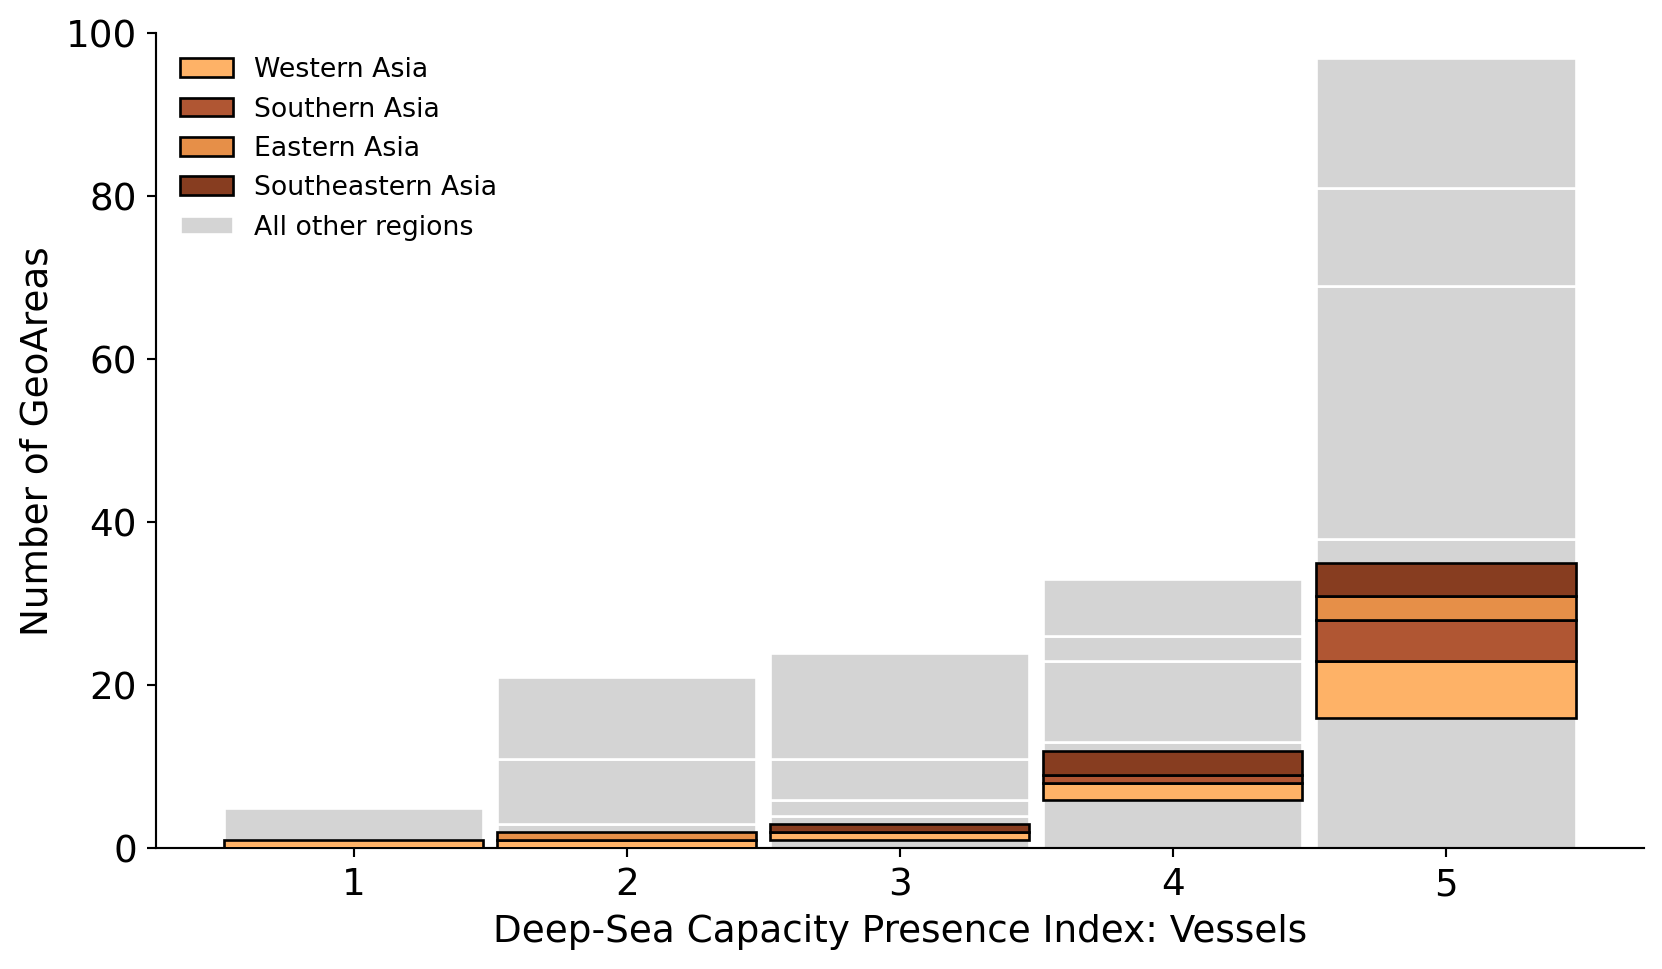 100
80
60
40
20
0
Number of GeoAreas
Western Asia
Southern Asia
Eastern Asia
Southeastern Asia
All other regions
1 2 3 4 5
Deep-Sea Capacity Presence Index: Vessels